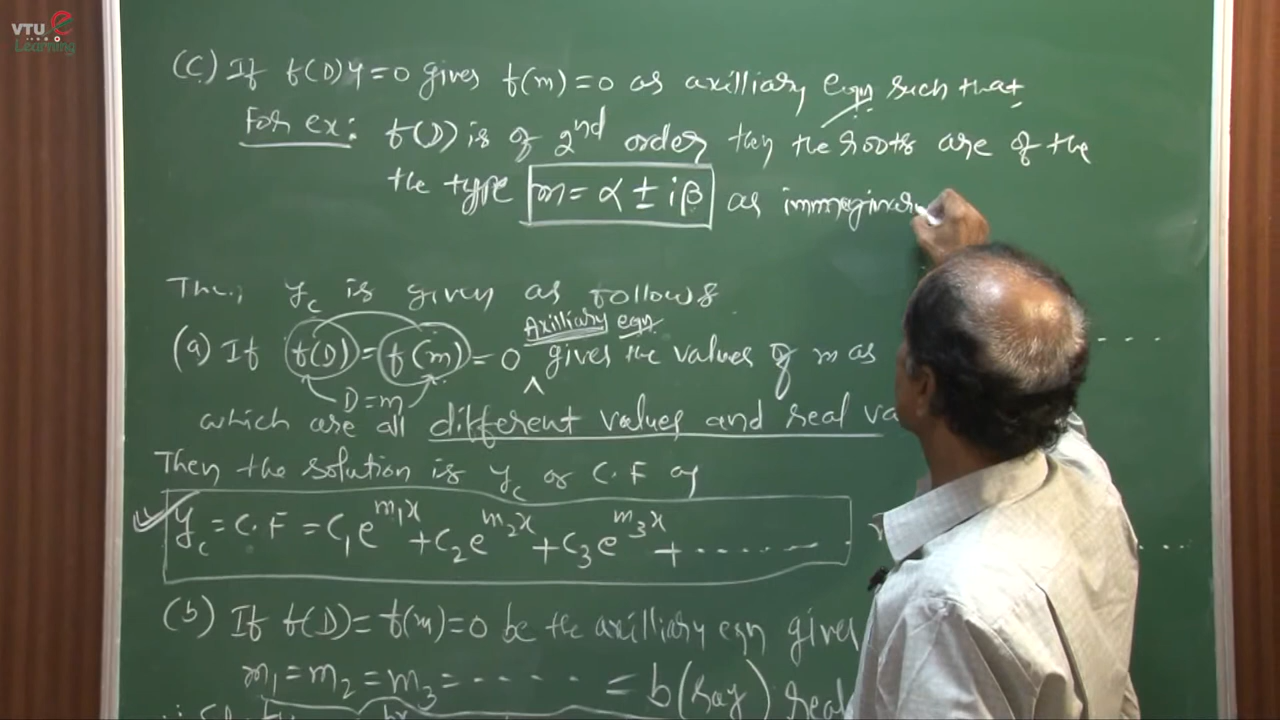 VTU e
Learning
(C) If f(D)y=0 gives f(m)=0 as axilliary eqn such that
For ex: f(D) is of 2nd order then the roots are of the
the type m= α ± iβ as immaginary
Then, yc is given as follows
Axilliary eqn
(a) If f(D) = f(m) = 0 ^ gives the values of m as
D=m
which are all different values and real va
Then the solution is yc or C.F as
yc = C.F = C1e^m1x + C2e^m2x + C3e^m3x + .......
(b) If f(D)= f(m)=0 be the axilliary eqn gives
m1 = m2 = m3 = ...... = b (say) real